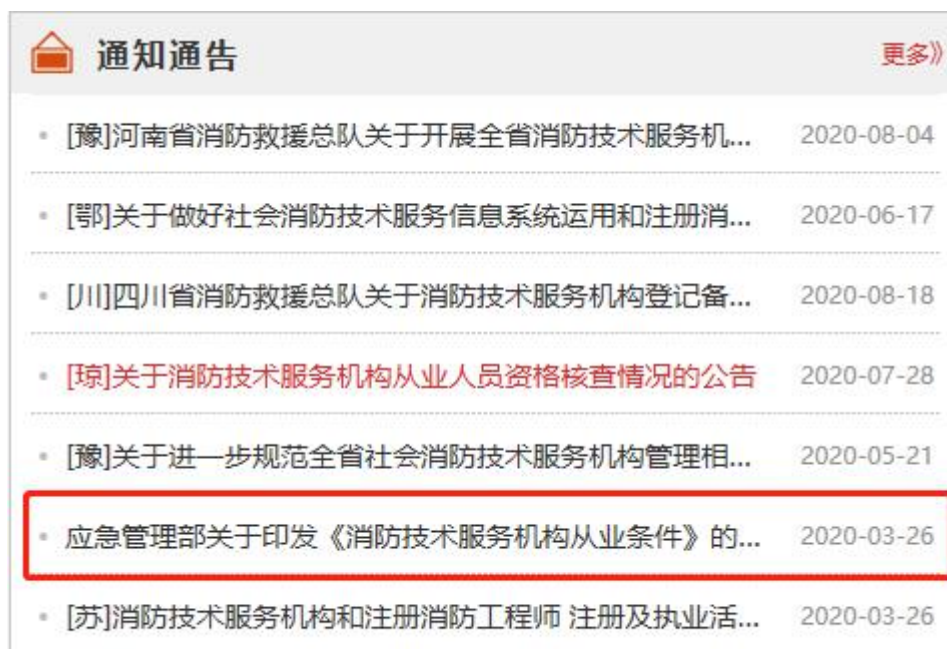 通知通告
更多》
[豫]河南省消防救援总队关于开展全省消防技术服务机... 2020-08-04
[鄂]关于做好社会消防技术服务信息系统运用和注册消... 2020-06-17
[川]四川省消防救援总队关于消防技术服务机构登记备... 2020-08-18
[琼]关于消防技术服务机构从业人员资格核查情况的公告 2020-07-28
[豫]关于进一步规范全省社会消防技术服务机构管理相... 2020-05-21
应急管理部关于印发《消防技术服务机构从业条件》的... 2020-03-26
[苏]消防技术服务机构和注册消防工程师 注册及执业活... 2020-03-26